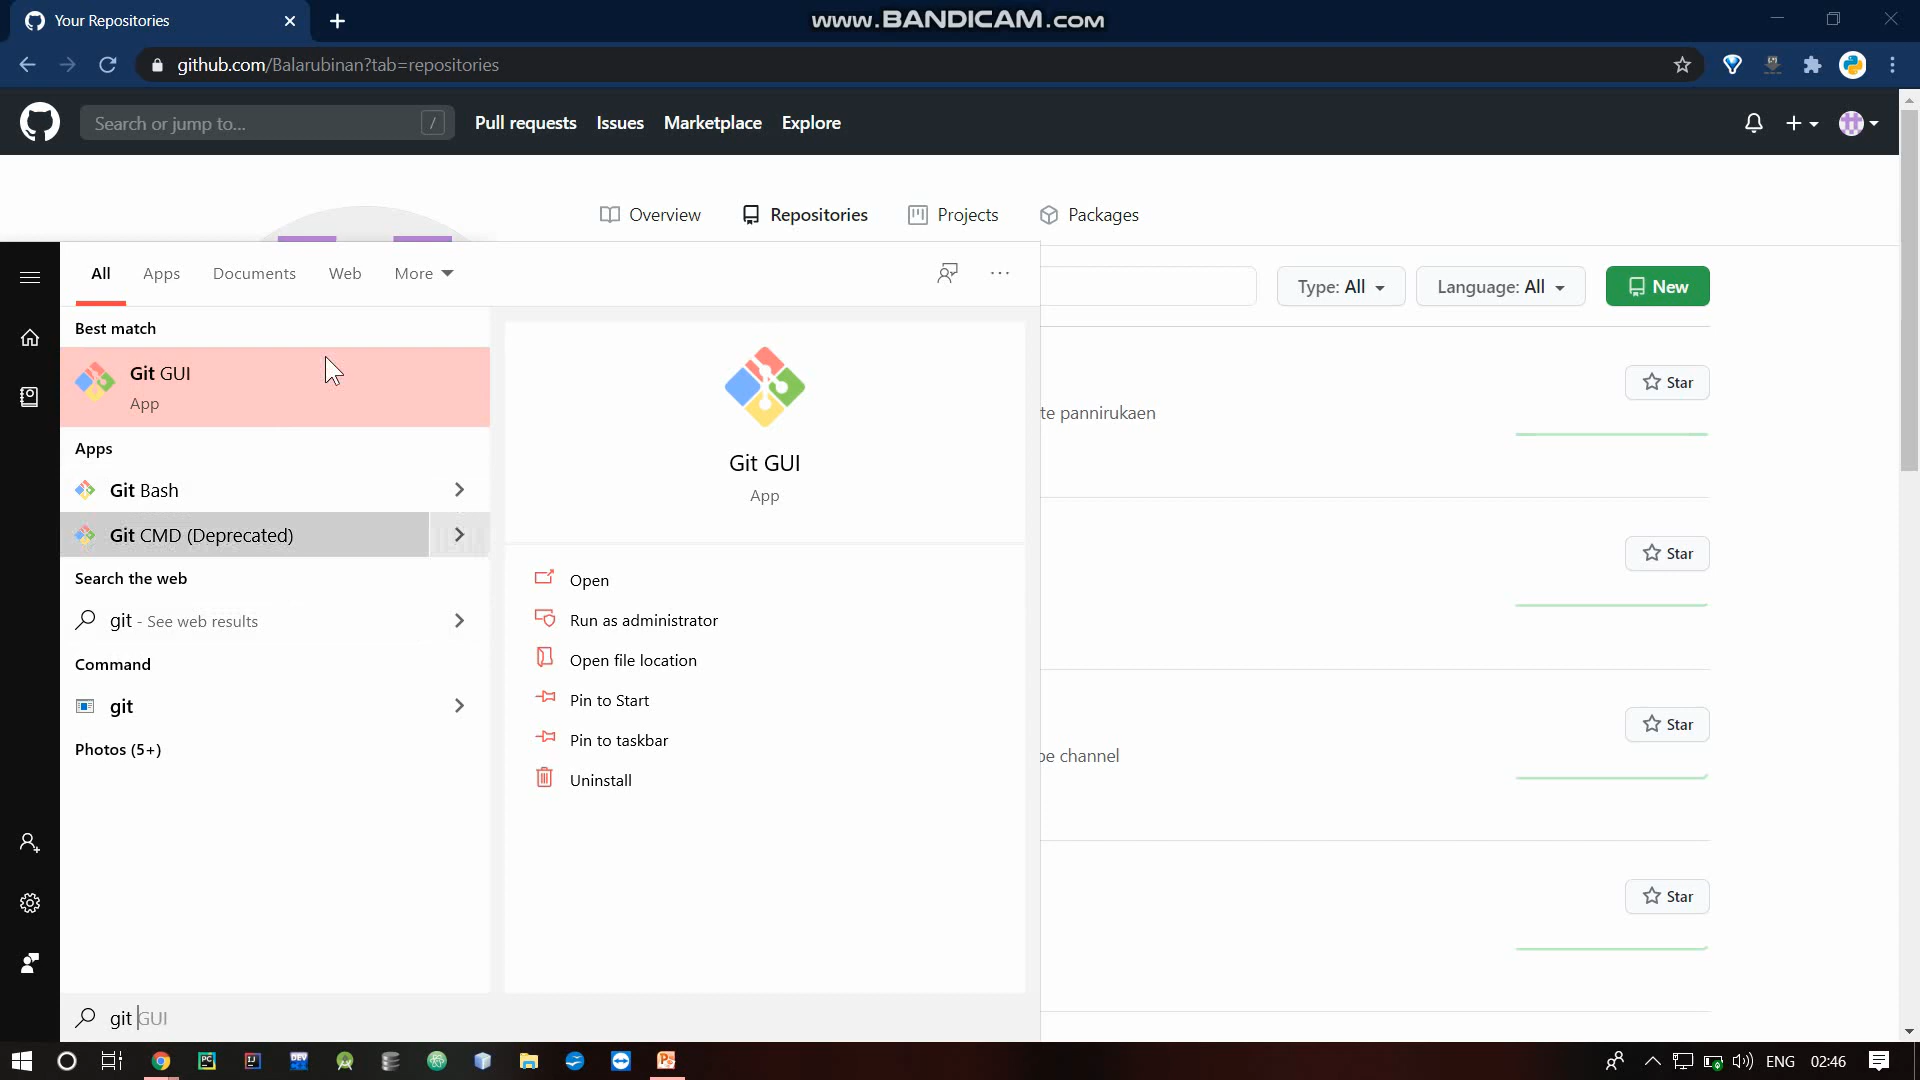 Your Repositories
www.BANDICAM.com
github.com/Balarubinan?tab=repositories
Search or jump to...
/
Pull requests
Issues
Marketplace
Explore
Overview
Repositories
Projects
Packages
All
Apps
Documents
Web
More
Type: All
Language: All
New
Best match
Git GUI
App
Apps
Git Bash
Git CMD (Deprecated)
Search the web
git - See web results
Command
git
Photos (5+)
Git GUI
App
Open
Run as administrator
Open file location
Pin to Start
Pin to taskbar
Uninstall
Star
te pannirukaen
Star
Star
be channel
Star
git GUI
ENG
02:46